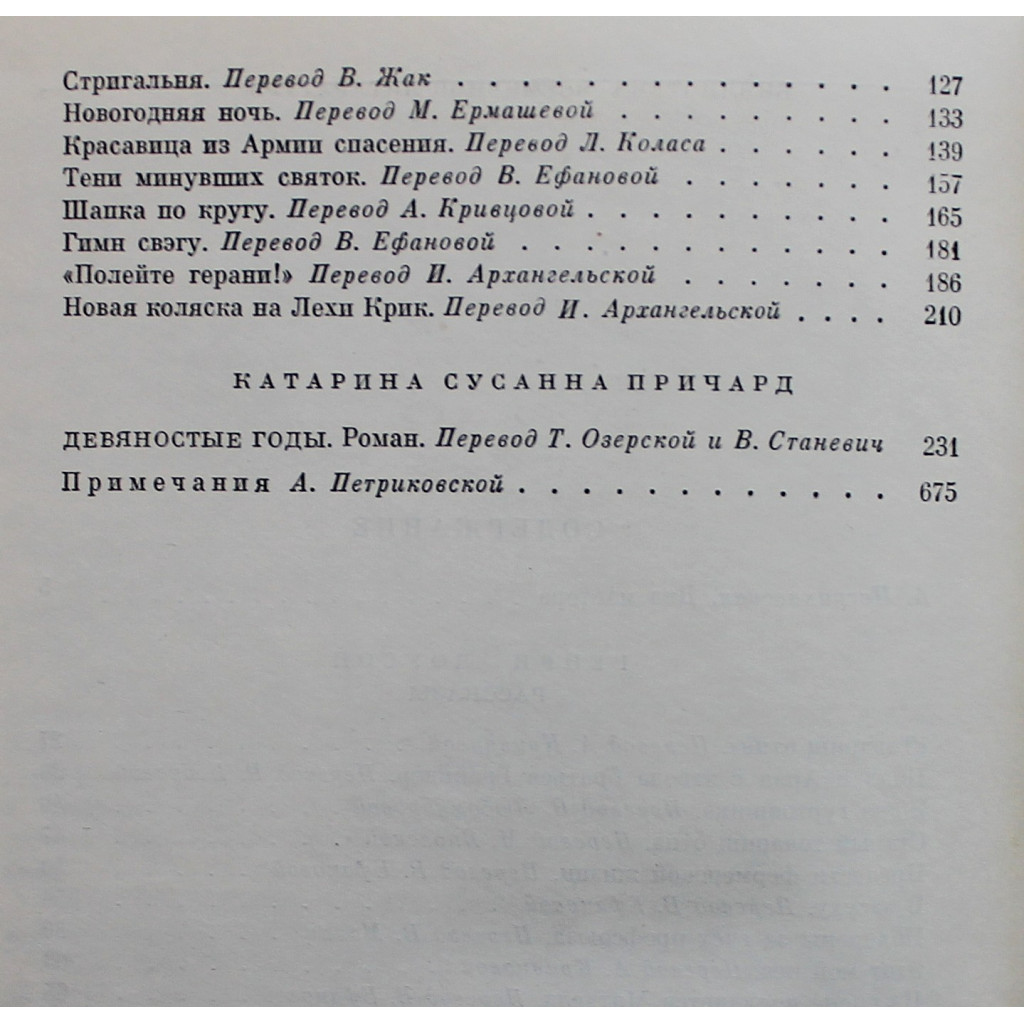 Стригальня. Перевод В. Жак . . . . . . . . . . . . . . 127
Новогодняя ночь. Перевод М. Ермашевой . . . . . . . . . 133
Красавица из Армии спасения. Перевод Л. Коласа . . . . . . 139
Тени минувших святок. Перевод В. Ефановой . . . . . . . 157
Шапка по кругу. Перевод А. Кривцовой . . . . . . . . . . 165
Гимн свэгу. Перевод В. Ефановой . . . . . . . . . . . . 181
«Полейте герани!» Перевод И. Архангельской . . . . . . . 186
Новая коляска на Лехи Крик. Перевод И. Архангельской . . . . 210
КАТАРИНА СУСАННА ПРИЧАРД
ДЕВЯНОСТЫЕ ГОДЫ. Роман. Перевод Т. Озерской и В. Станевич 231
Примечания А. Петриковской . . . . . . . . . . . . . 675